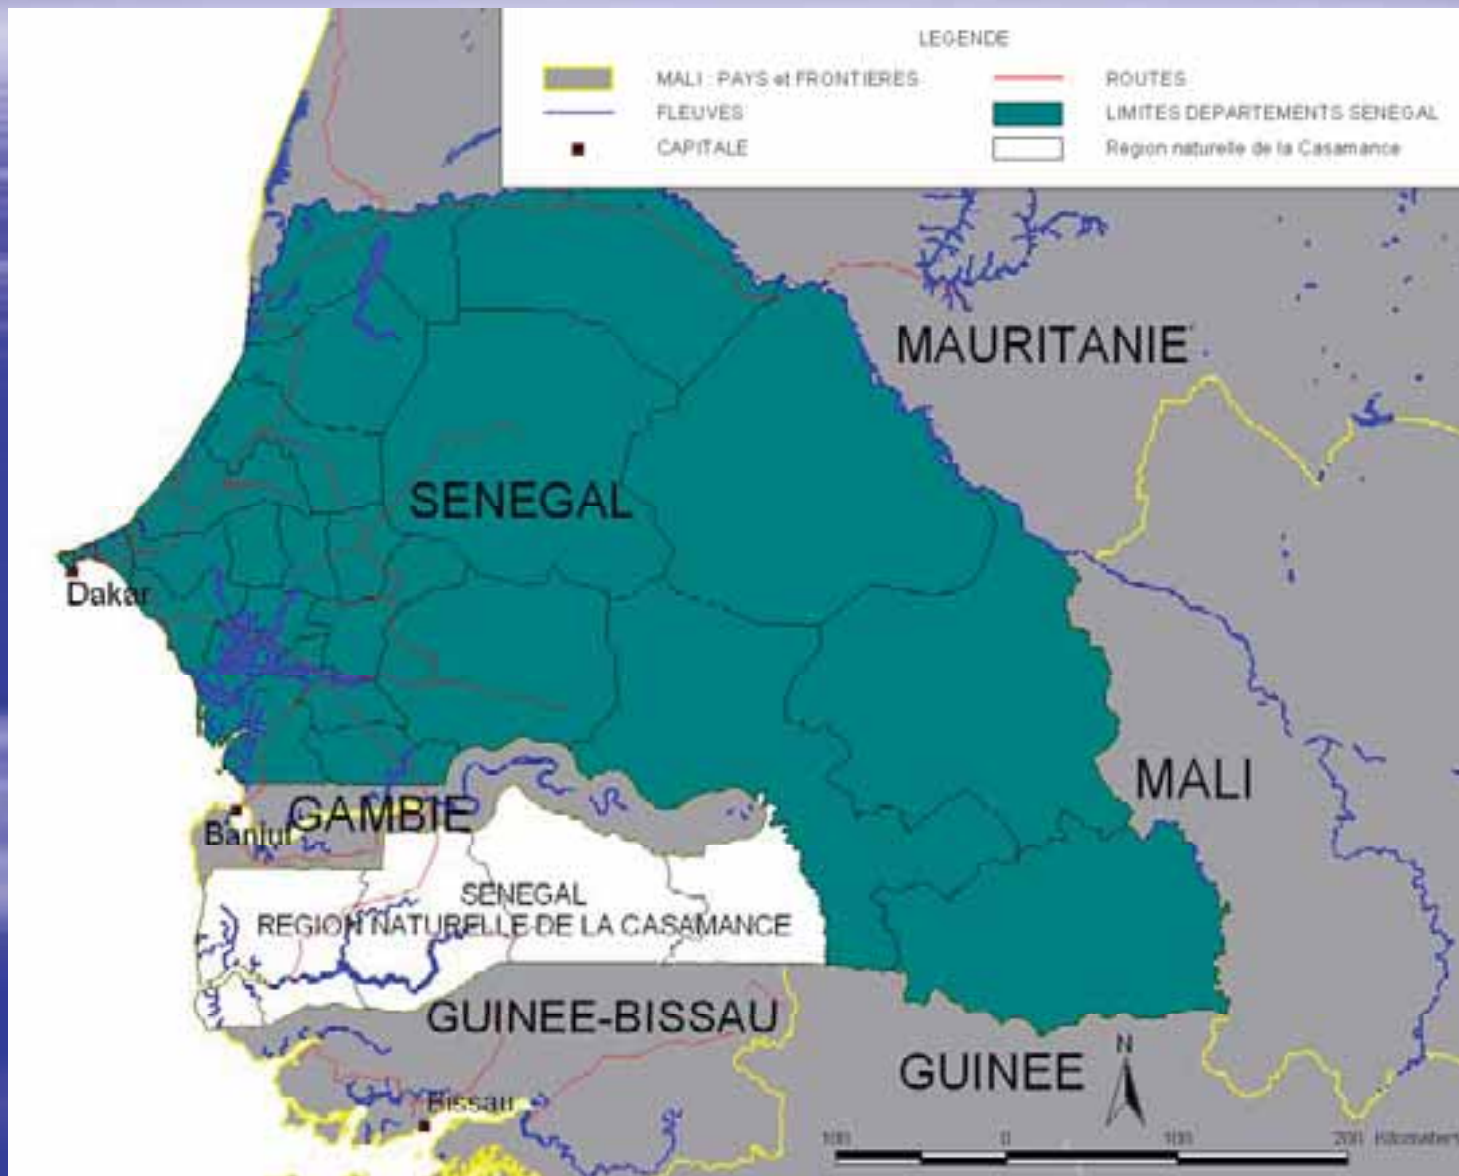 LEGENDE
MALI : PAYS et FRONTIERES
ROUTES
FLEUVES
LIMITES DEPARTEMENTS SENEGAL
CAPITALE
Region naturelle de la Casamance
MAURITANIE
SENEGAL
Dakar
MALI
GAMBIE
Banjul
SENEGAL
REGION NATURELLE DE LA CASAMANCE
GUINEE-BISSAU
GUINEE
N
Bissau
100 0 100 200 Kilometers